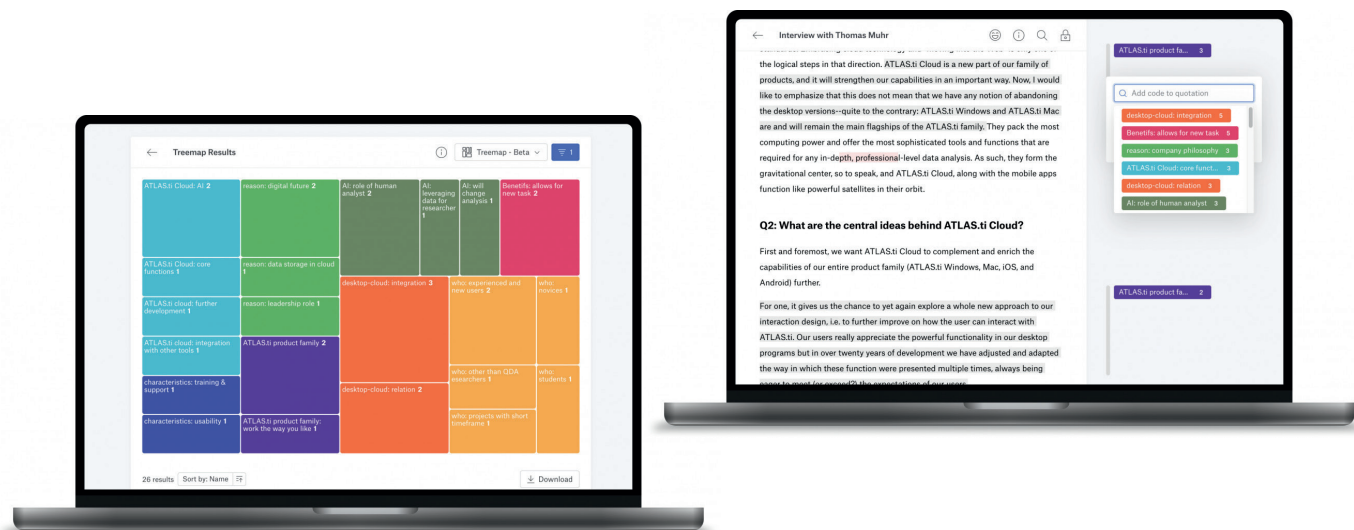 Treemap Results
Treemap - Beta
1
ATLAS.ti Cloud: AI 2
reason: digital future 2
AI: role of human
analyst 2
AI:
leveraging
data for
researcher
1
AI: will
change
analysis 1
Benetifs: allows for
new task 2
ATLAS.ti Cloud: core
functions 1
reason: data storage in cloud
1
desktop-cloud: integration 3
who: experienced and
new users 2
who
novices 1
ATLAS.ti cloud: further
development 1
reason: leadership role 1
ATLAS.ti cloud: integration
with other tools 1
ATLAS.ti product family 2
who: other than QDA
esearchers 1
who
students 1
characteristics: training &
support 1
desktop-cloud: relation 2
who: projects with short
timeframe 1
characteristics: usability 1
ATLAS.ti product family:
work the way you like 1
26 results
Sort by: Name
Download
Interview with Thomas Muhr
the logical steps in that direction. ATLAS.ti Cloud is a new part of our family of
products, and it will strengthen our capabilities in an important way. Now, I would
like to emphasize that this does not mean that we have any notion of abandoning
the desktop versions--quite to the contrary: ATLAS.ti Windows and ATLAS.ti Mac
are and will remain the main flagships of the ATLAS.ti family. They pack the most
computing power and offer the most sophisticated tools and functions that are
required for any in-depth, professional-level data analysis. As such, they form the
gravitational center, so to speak, and ATLAS.ti Cloud, along with the mobile apps
function like powerful satellites in their orbit.
Q2: What are the central ideas behind ATLAS.ti Cloud?
First and foremost, we want ATLAS.ti Cloud to complement and enrich the
capabilities of our entire product family (ATLAS.ti Windows, Mac, iOS, and
Android) further.
For one, it gives us the chance to yet again explore a whole new approach to our
interaction design, i.e. to further improve on how the user can interact with
ATLAS.ti. Our users really appreciate the powerful functionality in our desktop
programs but in over twenty years of development we have adjusted and adapted
the way in which these function were presented multiple times, always being
eager to meet (or exceed?) the expectations of our users
ATLAS.ti product fa... 3
Add code to quotation
desktop-cloud: integration 5
Benetifs: allows for new task 5
reason: company philosophy 3
ATLAS.ti Cloud: core funct... 3
desktop-cloud: relation 3
AI: role of human analyst 3
ATLAS.ti product fa... 2